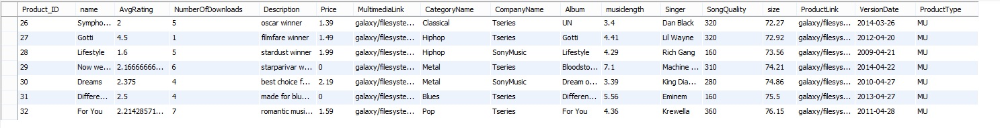 Product_ID name AvgRating NumberOfDownloads Description Price MultimediaLink CategoryName CompanyName Album musiclength Singer SongQuality size ProductLink VersionDate ProductType
26 Sympho... 2 5 oscar winner 1.39 galaxy/filesyste... Classical Tseries UN 3.4 Dan Black 320 72.27 galaxy/filesys... 2014-03-26 MU
27 Gotti 4.5 1 filmfare winner 1.49 galaxy/filesyste... Hiphop Tseries Gotti 4.41 Lil Wayne 320 72.92 galaxy/filesys... 2012-04-20 MU
28 Lifestyle 1.6 5 stardust winner 1.99 galaxy/filesyste... Hiphop SonyMusic Lifestyle 4.29 Rich Gang 160 73.56 galaxy/filesys... 2009-04-21 MU
29 Now we... 2.16666666... 6 starparivar w... 0 galaxy/filesyste... Metal Tseries Bloodsto... 7.1 Machine ... 310 74.21 galaxy/filesys... 2014-04-22 MU
30 Dreams 2.375 4 best choice f... 2.19 galaxy/filesyste... Metal SonyMusic Dream o... 3.39 King Dia... 280 74.86 galaxy/filesys... 2010-04-27 MU
31 Differe... 2.5 4 made for blu... 0 galaxy/filesyste... Blues Tseries Differen... 5.56 Eminem 160 75.5 galaxy/filesys... 2013-04-27 MU
32 For You 2.21428571... 7 romantic musi... 1.59 galaxy/filesyste... Pop Tseries For You 4.36 Krewella 360 76.15 galaxy/filesys... 2011-04-28 MU